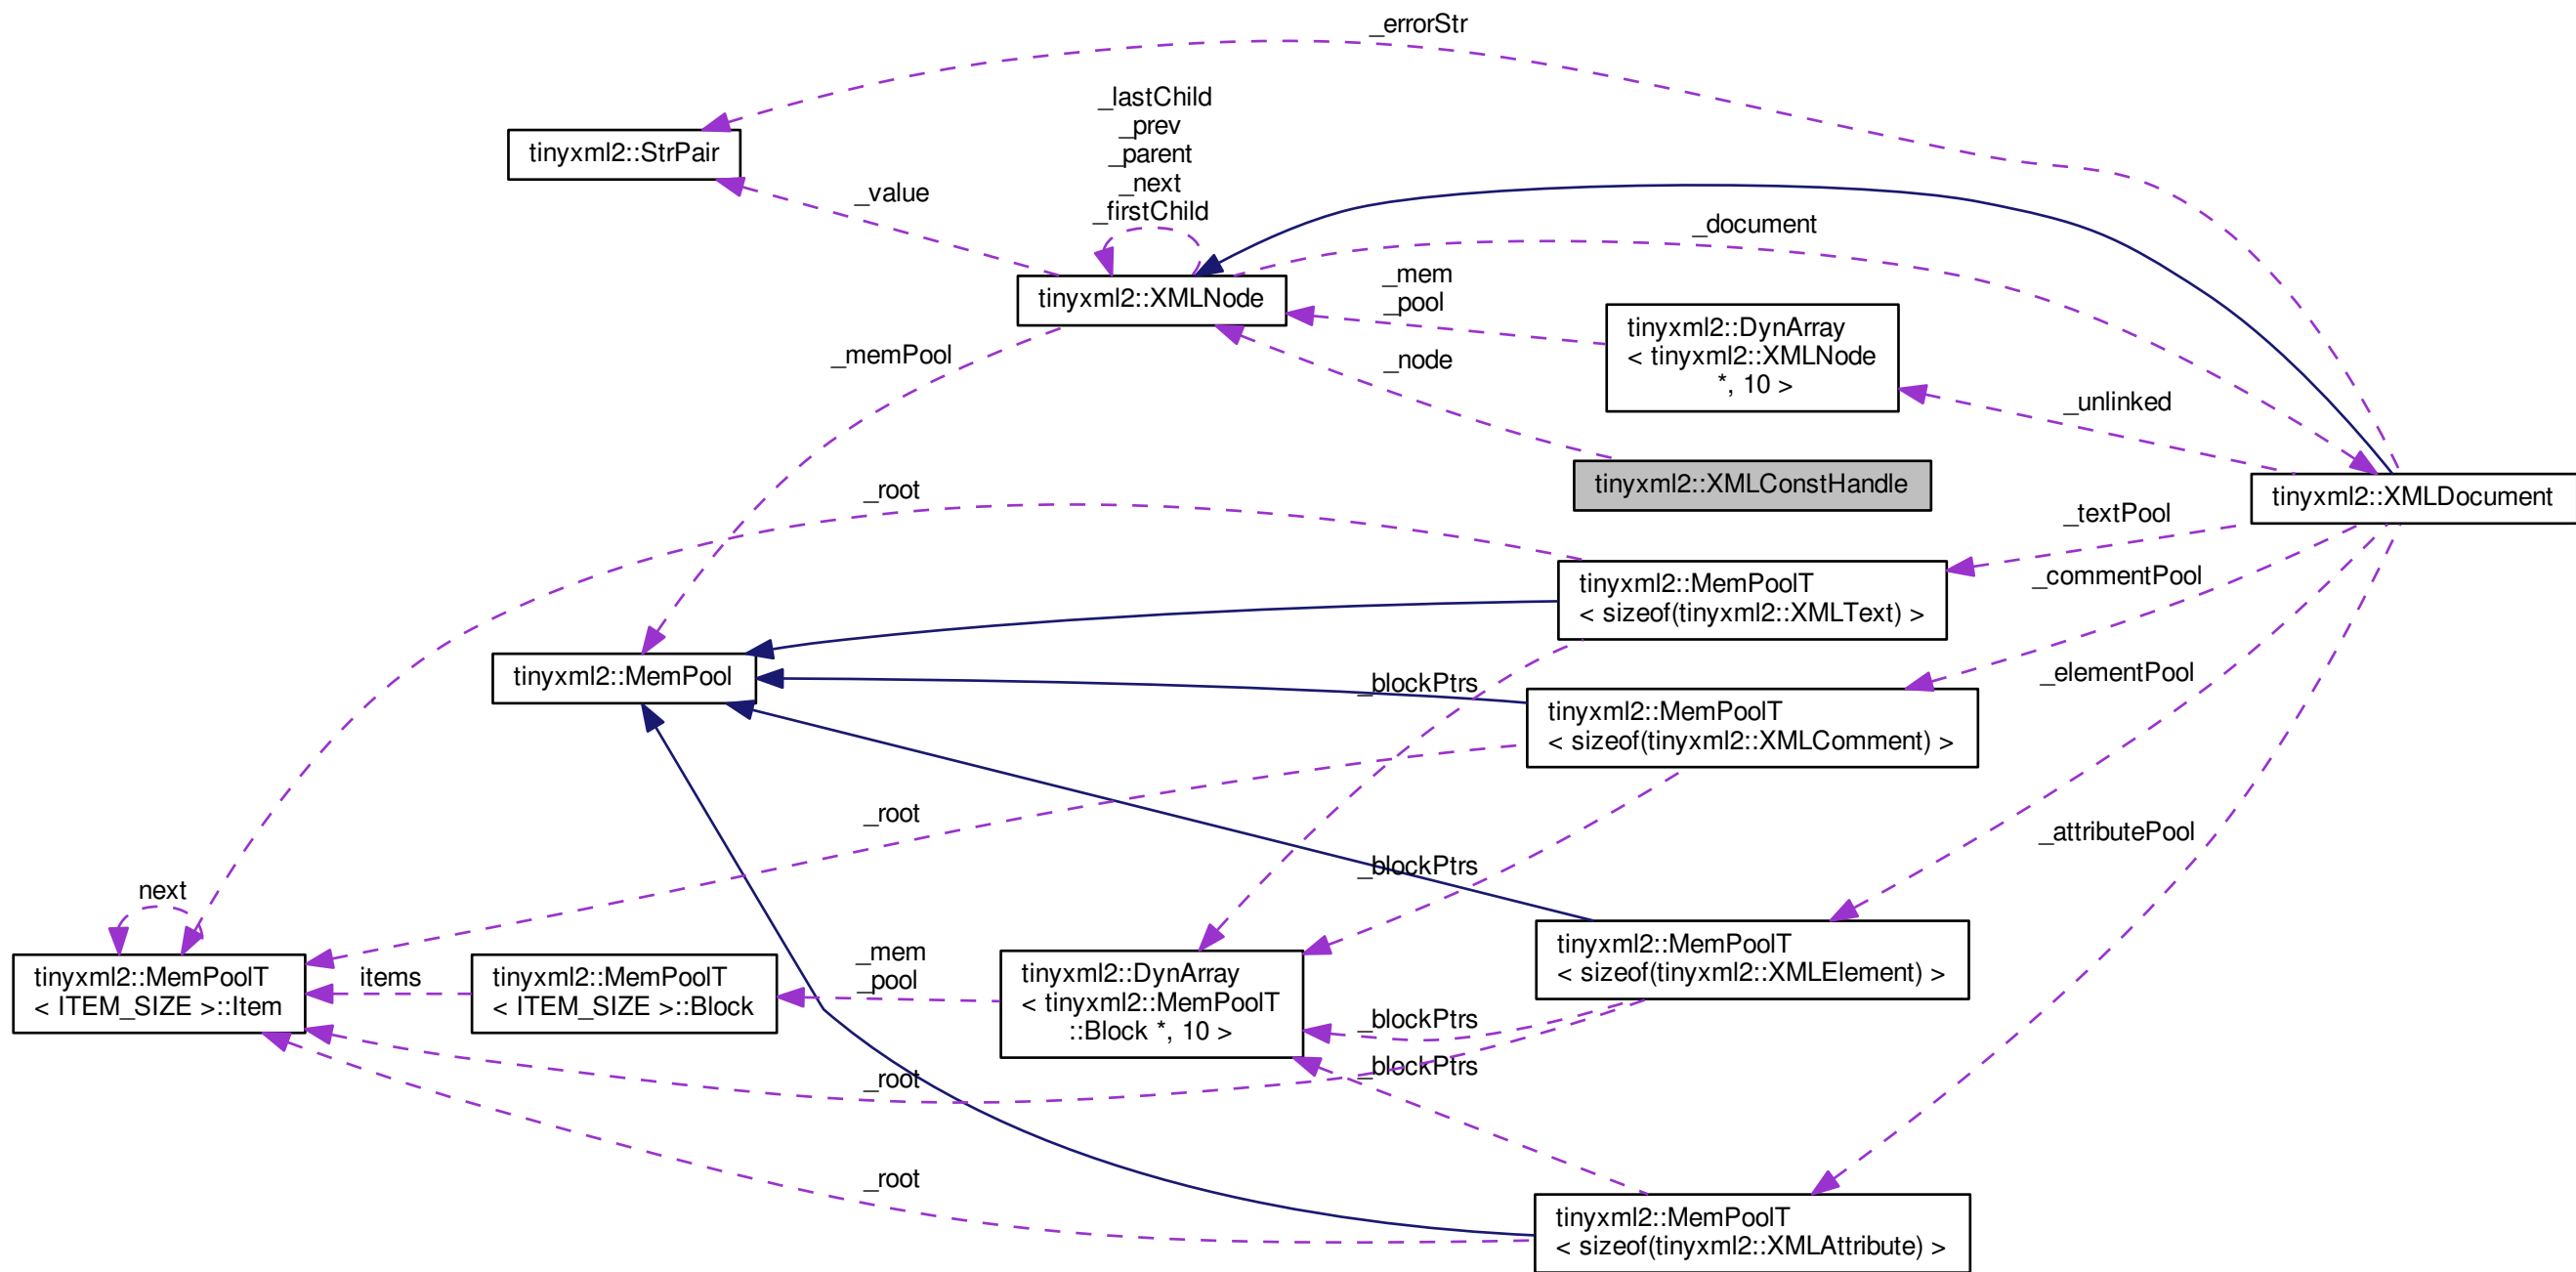 _errorStr
_lastChild
_prev
_parent
_next
_firstChild
tinyxml2::StrPair
_value
_document
_mem
_pool
tinyxml2::XMLNode
tinyxml2::DynArray
< tinyxml2::XMLNode
*, 10 >
_memPool
_node
_unlinked
tinyxml2::XMLConstHandle
_root
tinyxml2::XMLDocument
_textPool
tinyxml2::MemPoolT
< sizeof(tinyxml2::XMLText) >
_commentPool
tinyxml2::MemPool
_blockPtrs
_elementPool
tinyxml2::MemPoolT
< sizeof(tinyxml2::XMLComment) >
_root
_attributePool
_blockPtrs
next
tinyxml2::MemPoolT
< ITEM_SIZE >::Item
items
tinyxml2::MemPoolT
< ITEM_SIZE >::Block
_mem
_pool
tinyxml2::DynArray
< tinyxml2::MemPoolT
::Block *, 10 >
tinyxml2::MemPoolT
< sizeof(tinyxml2::XMLElement) >
_blockPtrs
_root
_blockPtrs
_root
tinyxml2::MemPoolT
< sizeof(tinyxml2::XMLAttribute) >